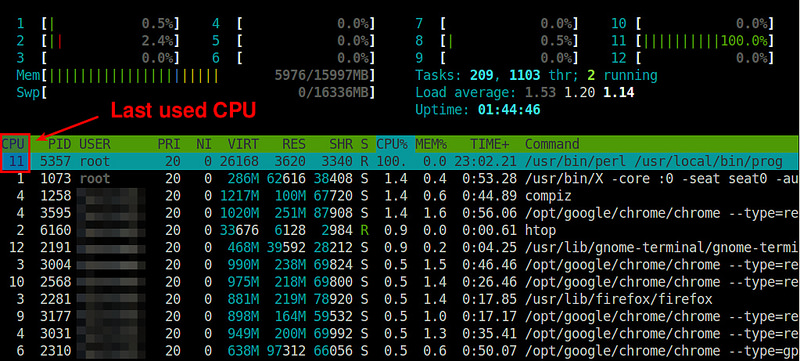 1 [| 0.5%] 4 [ 0.0%] 7 [ 0.0%] 10 [ 0.0%]
2 [|| 2.4%] 5 [ 0.0%] 8 [| 0.5%] 11 [||||||||||100.0%]
3 [ 0.0%] 6 [ 0.0%] 9 [ 0.0%] 12 [ 0.0%]
Mem[||||||||||||||||||||||| 5976/15997MB] Tasks: 209, 1103 thr; 2 running
Swp[ 0/16336MB] Load average: 1.53 1.20 1.14
Uptime: 01:44:46
Last used CPU
CPU PID USER PRI NI VIRT RES SHR S CPU% MEM% TIME+ Command
11 5357 root 20 0 26168 3620 3340 R 100. 0.0 23:02.21 /usr/bin/perl /usr/local/bin/prog
1 1073 root 20 0 286M 62616 38408 S 1.4 0.4 0:53.28 /usr/bin/X -core :0 -seat seat0 -au
4 1258 20 0 1217M 100M 67720 S 1.4 0.6 0:44.89 compiz
4 3595 20 0 1020M 251M 87908 S 1.4 1.6 0:56.06 /opt/google/chrome/chrome --type=re
2 6160 20 0 33676 6128 2984 R 0.9 0.0 0:00.61 htop
12 2191 20 0 468M 39592 28212 S 0.9 0.2 0:04.25 /usr/lib/gnome-terminal/gnome-termi
3 3004 20 0 990M 238M 69824 S 0.5 1.5 0:46.46 /opt/google/chrome/chrome --type=re
10 2568 20 0 975M 218M 69800 S 0.5 1.4 0:26.46 /opt/google/chrome/chrome --type=re
3 2281 20 0 881M 219M 78920 S 0.5 1.4 0:17.85 /usr/lib/firefox/firefox
9 3177 20 0 898M 164M 59532 S 0.5 1.0 0:17.17 /opt/google/chrome/chrome --type=re
4 3031 20 0 949M 200M 69992 S 0.5 1.3 0:35.41 /opt/google/chrome/chrome --type=re
6 2310 20 0 638M 97312 66056 S 0.5 0.6 0:50.07 /opt/google/chrome/chrome --type=gp